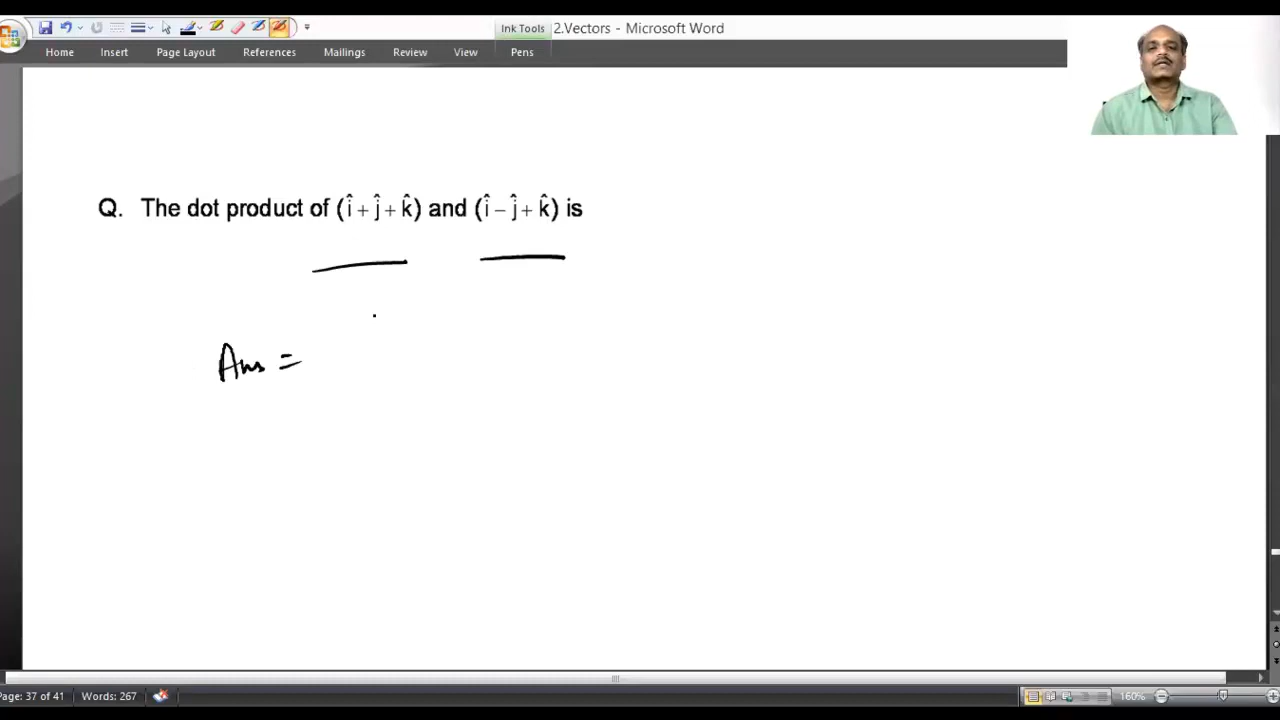 Ink Tools 2.Vectors - Microsoft Word
Home Insert Page Layout References Mailings Review View Pens
Q. The dot product of (î + ĵ + k̂) and (î − ĵ + k̂) is
Ans =
Page: 37 of 41 Words: 267 160%